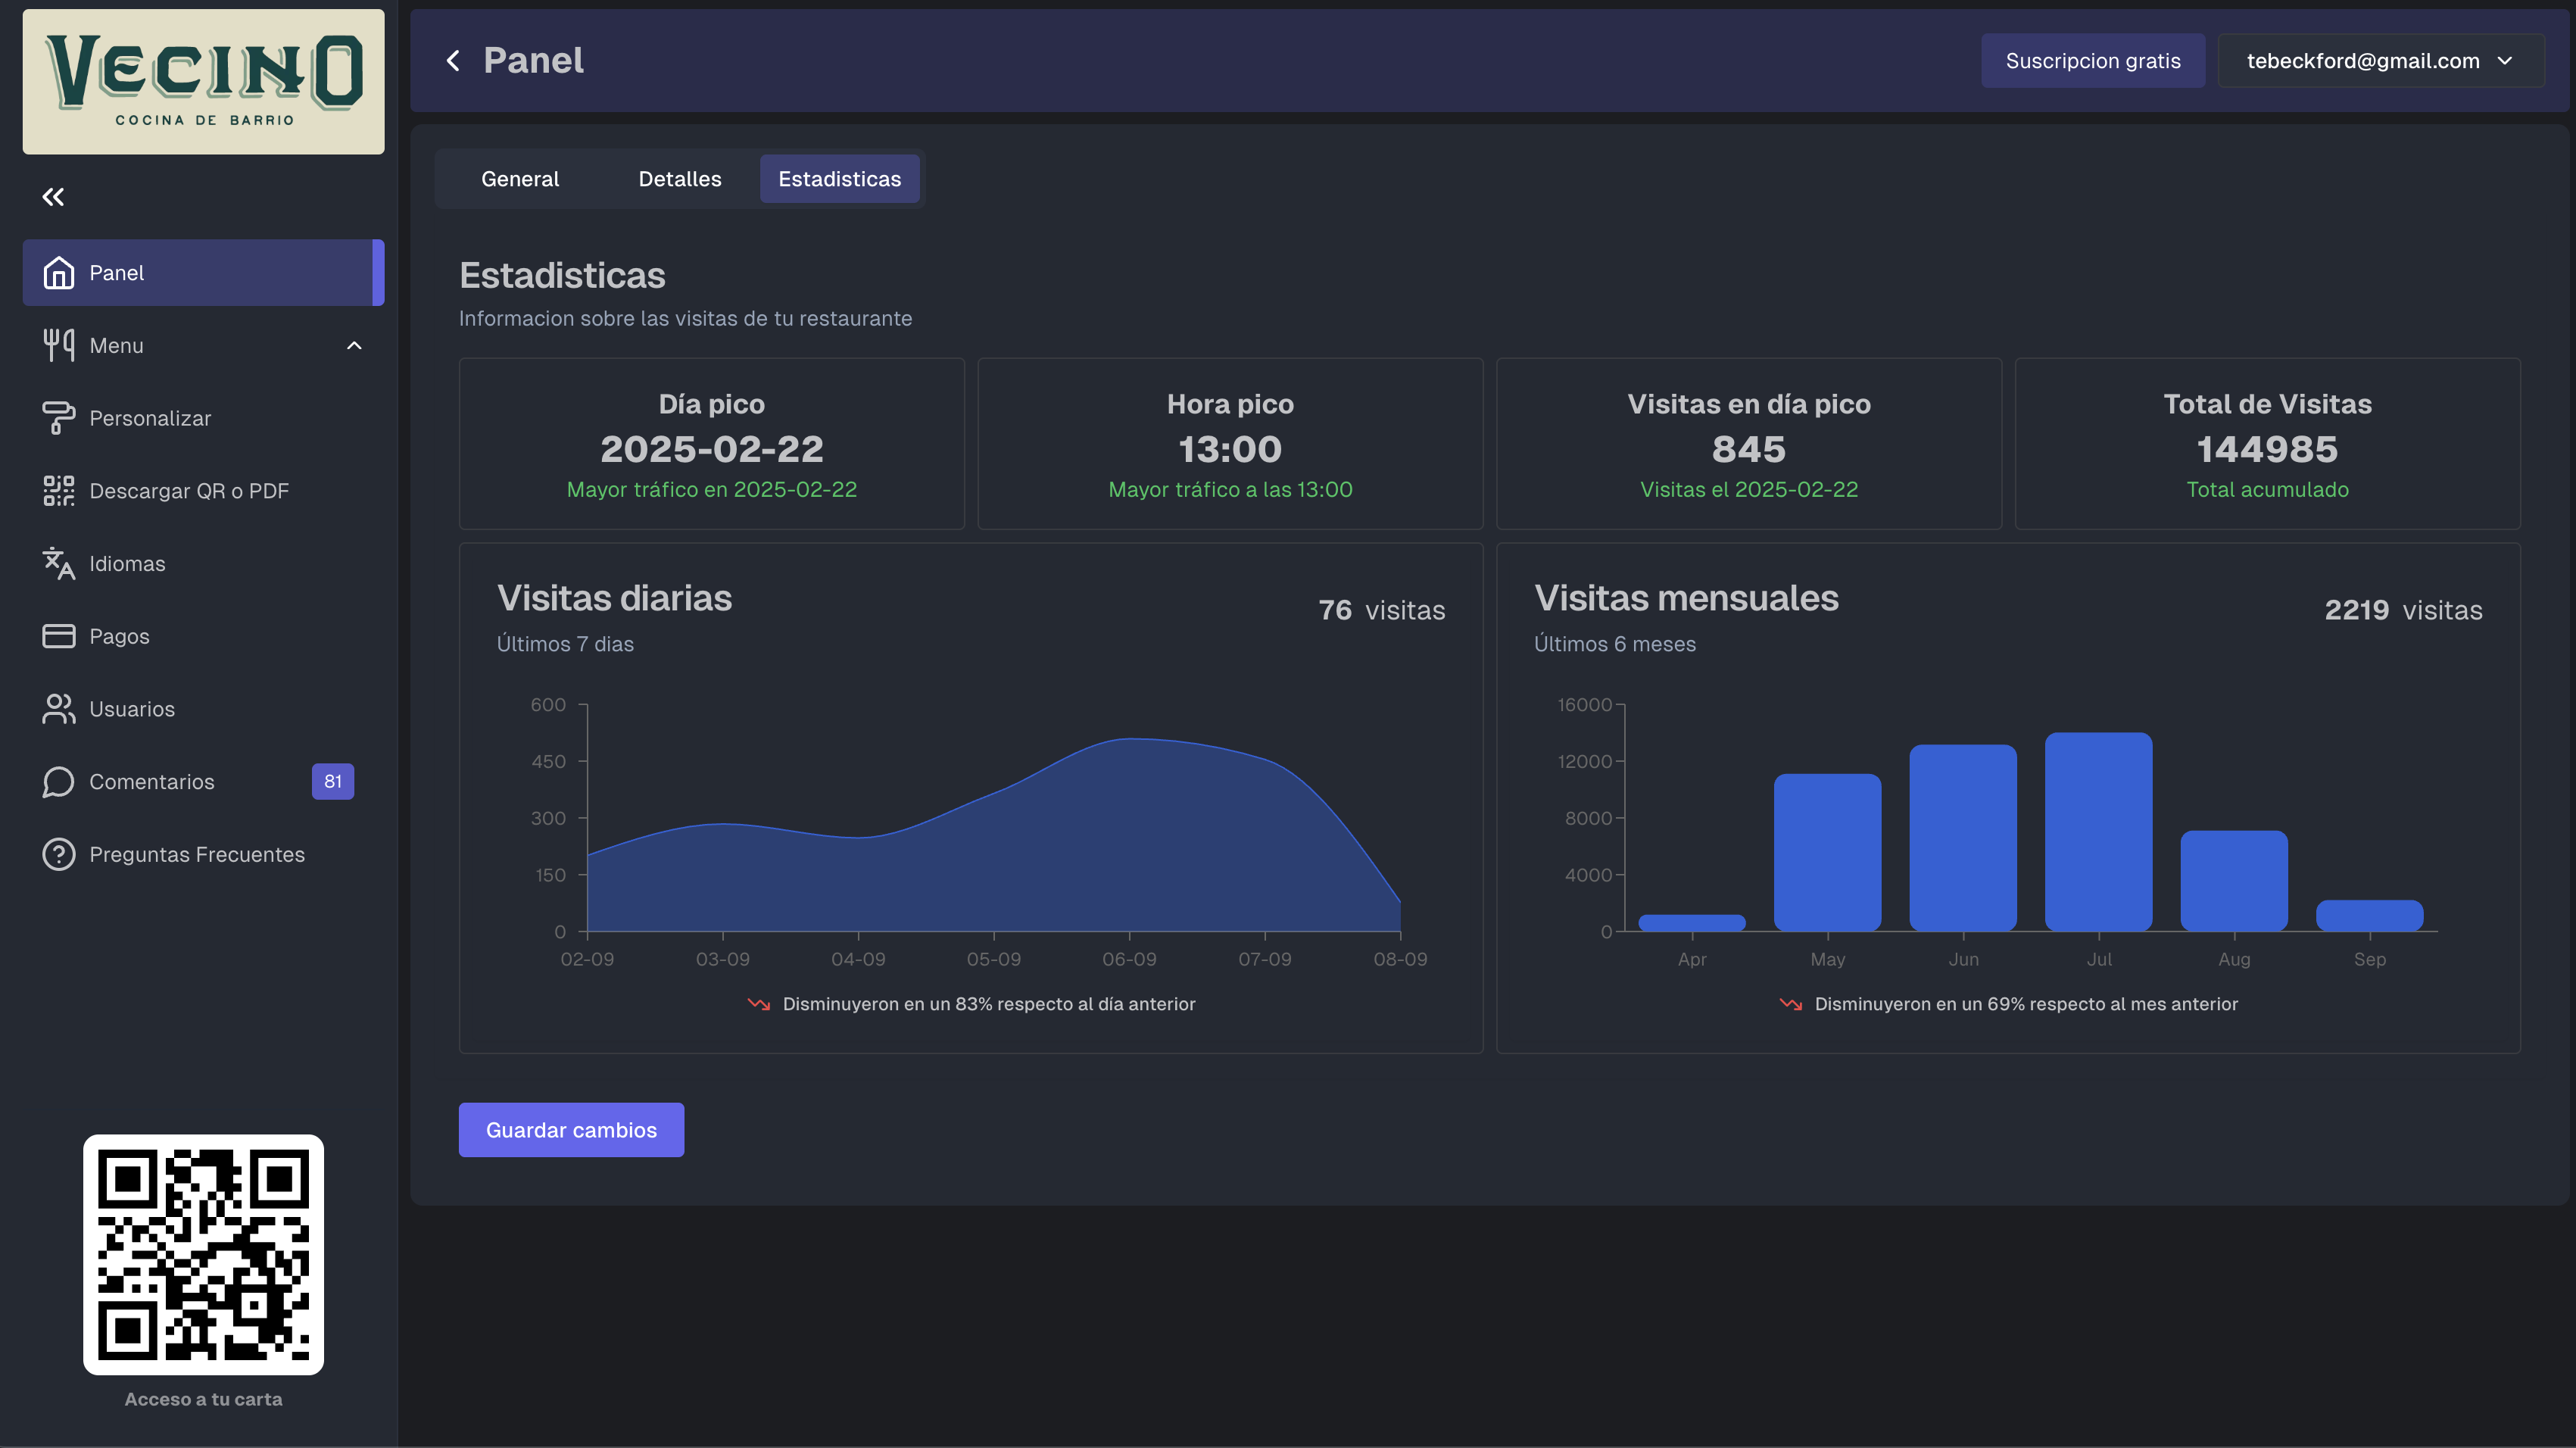 VECINO
COCINA DE BARRIO
Panel
Menu
Personalizar
Descargar QR o PDF
Idiomas
Pagos
Usuarios
Comentarios 81
Preguntas Frecuentes
Acceso a tu carta
Panel
Suscripcion gratis
tebeckford@gmail.com
General Detalles Estadisticas
Estadisticas
Informacion sobre las visitas de tu restaurante
Día pico
2025-02-22
Mayor tráfico en 2025-02-22
Hora pico
13:00
Mayor tráfico a las 13:00
Visitas en día pico
845
Visitas el 2025-02-22
Total de Visitas
144985
Total acumulado
Visitas diarias
Últimos 7 dias
76 visitas
600
450
300
150
0
02-09 03-09 04-09 05-09 06-09 07-09 08-09
Disminuyeron en un 83% respecto al día anterior
Visitas mensuales
Últimos 6 meses
2219 visitas
16000
12000
8000
4000
0
Apr May Jun Jul Aug Sep
Disminuyeron en un 69% respecto al mes anterior
Guardar cambios